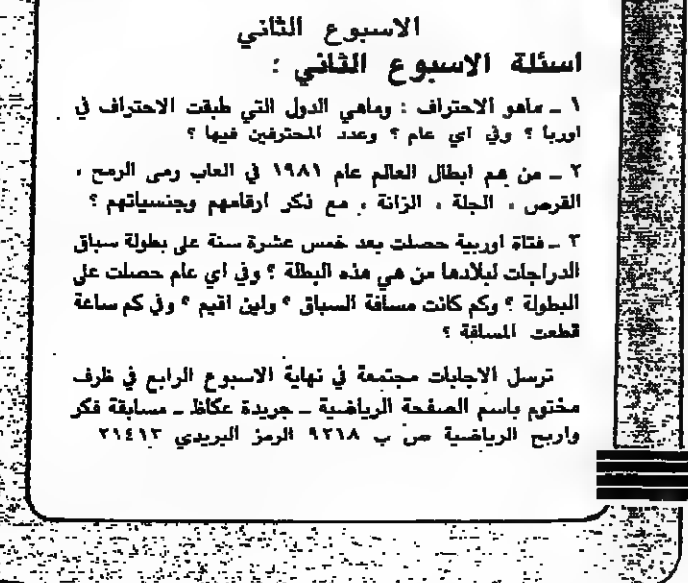 الاسبوع الثاني
اسئلة الاسبوع الثاني :
١ ـ ماهو الاحتراف : وماهي الدول التي طبقت الاحتراف في
اوربا ؟ وفي اي عام ؟ وعدد المحترفين فيها ؟
٢ ـ من هم ابطال العالم عام ١٩٨١ في العاب رمى الرمح ،
القرص ، الجلة ، الزانة ، مع ذكر ارقامهم وجنسياتهم ؟
٣ ـ فتاة اوربية حصلت بعد خمس عشرة سنة على بطولة سباق
الدراجات لبلادها من هي هذه البطلة ؟ وفي اي عام حصلت على
البطولة ؟ وكم كانت مسافة السباق ؟ واين اقيم ؟ وفي كم ساعة
قطعت المسافة ؟
ترسل الاجابات مجتمعة في نهاية الاسبوع الرابع في ظرف
مختوم باسم الصفحة الرياضية ـ جريدة عكاظ ـ مسابقة فكر
واربح الرياضية ص ب ٩٢١٨ الرمز البريدي ٢١٤١٣